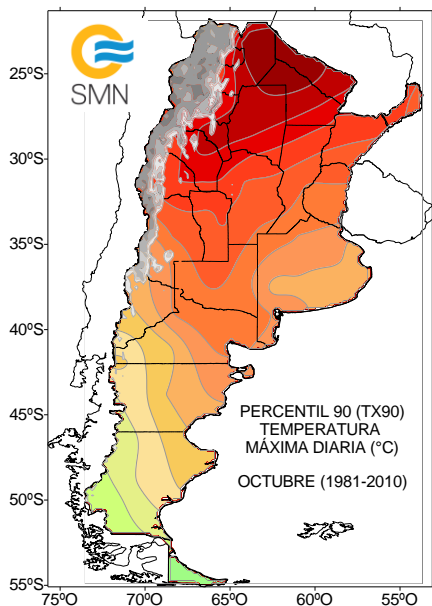 SMN
25ºS
30ºS
35ºS
40ºS
45ºS
50ºS
55ºS
PERCENTIL 90 (TX90)
TEMPERATURA
MÁXIMA DIARIA (°C)
OCTUBRE (1981-2010)
75ºO
70ºO
65ºO
60ºO
55ºO